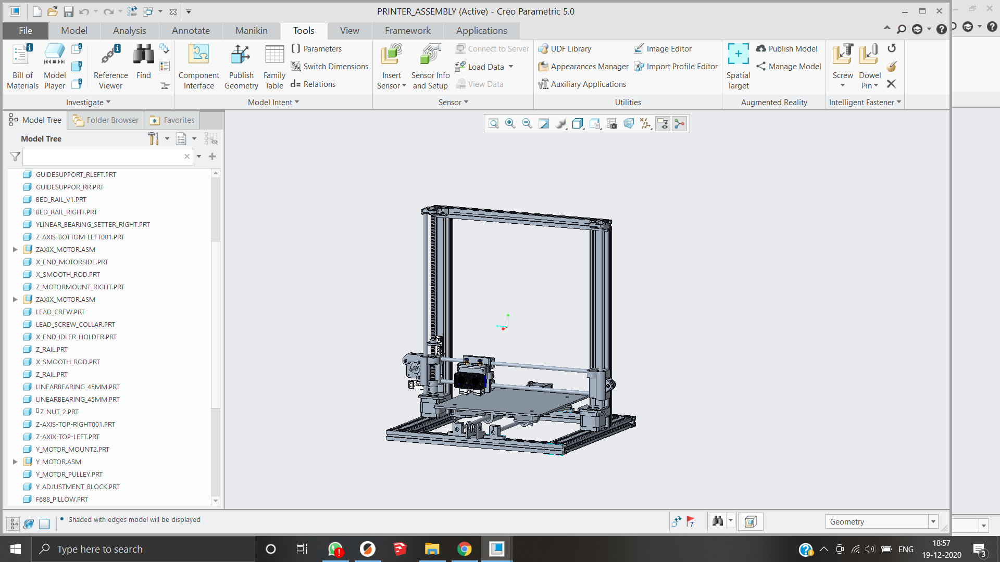 PRINTER_ASSEMBLY (Active) - Creo Parametric 5.0
File Model Analysis Annotate Manikin Tools View Framework Applications
Bill of Materials
Model Player
Reference Viewer
Find
Investigate
Component Interface
Publish Geometry
Family Table
Parameters
Switch Dimensions
Relations
Model Intent
Insert Sensor
Sensor Info and Setup
Connect to Server
Load Data
View Data
Sensor
UDF Library
Appearances Manager
Auxiliary Applications
Image Editor
Import Profile Editor
Utilities
Spatial Target
Publish Model
Manage Model
Augmented Reality
Screw
Dowel Pin
Intelligent Fastener
Model Tree Folder Browser Favorites
Model Tree
GUIDESUPPORT_RLEFT.PRT
GUIDESUPPOR_RR.PRT
BED_RAIL_V1.PRT
BED_RAIL_RIGHT.PRT
YLINEAR_BEARING_SETTER_RIGHT.PRT
Z-AXIS-BOTTOM-LEFT001.PRT
ZAXIX_MOTOR.ASM
X_END_MOTORSIDE.PRT
X_SMOOTH_ROD.PRT
Z_MOTORMOUNT_RIGHT.PRT
ZAXIX_MOTOR.ASM
LEAD_CREW.PRT
LEAD_SCREW_COLLAR.PRT
X_END_IDLER_HOLDER.PRT
Z_RAIL.PRT
X_SMOOTH_ROD.PRT
Z_RAIL.PRT
LINEARBEARING_45MM.PRT
LINEARBEARING_45MM.PRT
Z_NUT_2.PRT
Z-AXIS-TOP-RIGHT001.PRT
Z-AXIX-TOP-LEFT.PRT
Y_MOTOR_MOUNT2.PRT
Y_MOTOR.ASM
Y_MOTOR_PULLEY.PRT
Y_ADJUSTMENT_BLOCK.PRT
F688_PILLOW.PRT
Shaded with edges model will be displayed
7
Geometry
Type here to search
ENG
18:57
19-12-2020
3